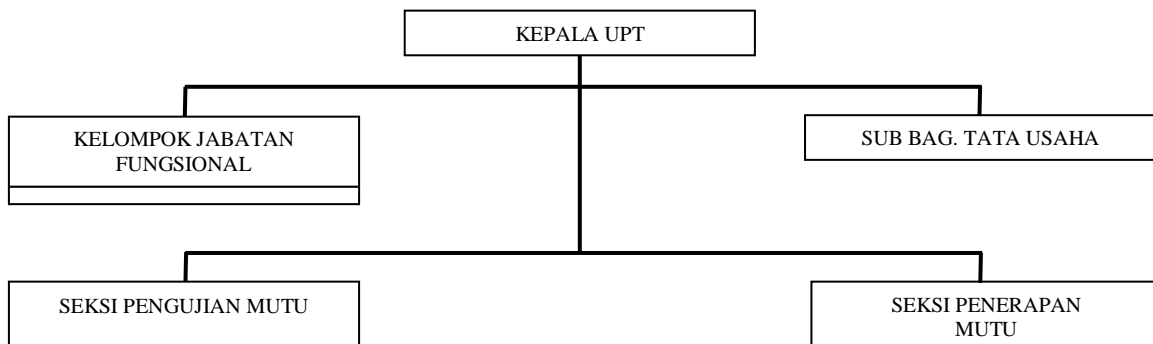 KEPALA UPT
KELOMPOK JABATAN
FUNGSIONAL
SUB BAG. TATA USAHA
SEKSI PENGUJIAN MUTU
SEKSI PENERAPAN
MUTU